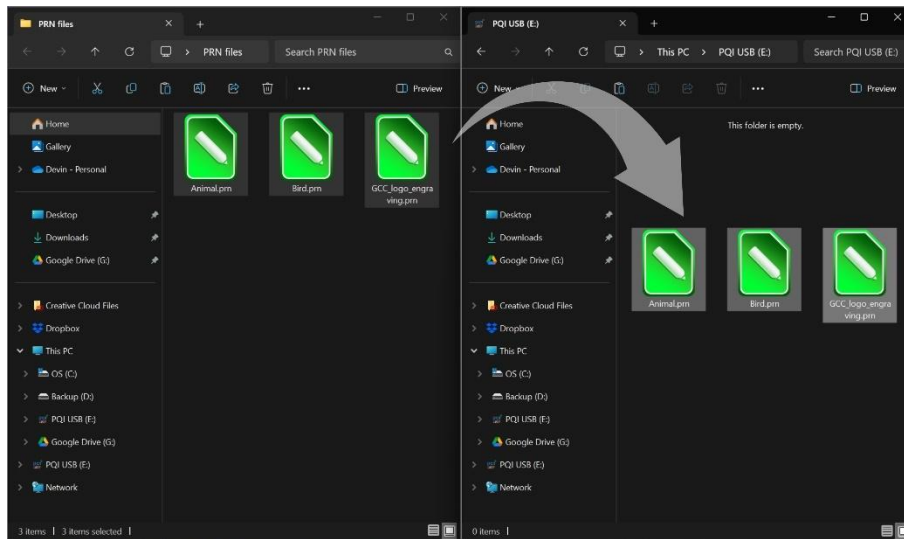 PRN files
PRN files
Search PRN files
New
Preview
Home
Gallery
Devin - Personal
Desktop
Downloads
Google Drive (G:)
Creative Cloud Files
Dropbox
This PC
OS (C:)
Backup (D:)
PQI USB (E:)
Google Drive (G:)
PQI USB (E:)
Network
Animal.prn
Bird.prn
GCC_logo_engra
ving.prn
3 items
3 items selected
PQI USB (E:)
This PC
PQI USB (E:)
Search PQI USB (E:)
New
Preview
Home
Gallery
Devin - Personal
Desktop
Downloads
Google Drive (G:)
Creative Cloud Files
Dropbox
This PC
OS (C:)
Backup (D:)
PQI USB (E:)
Google Drive (G:)
PQI USB (E:)
Network
This folder is empty.
Animal.prn
Bird.prn
GCC_logo_engra
ving.prn
0 items